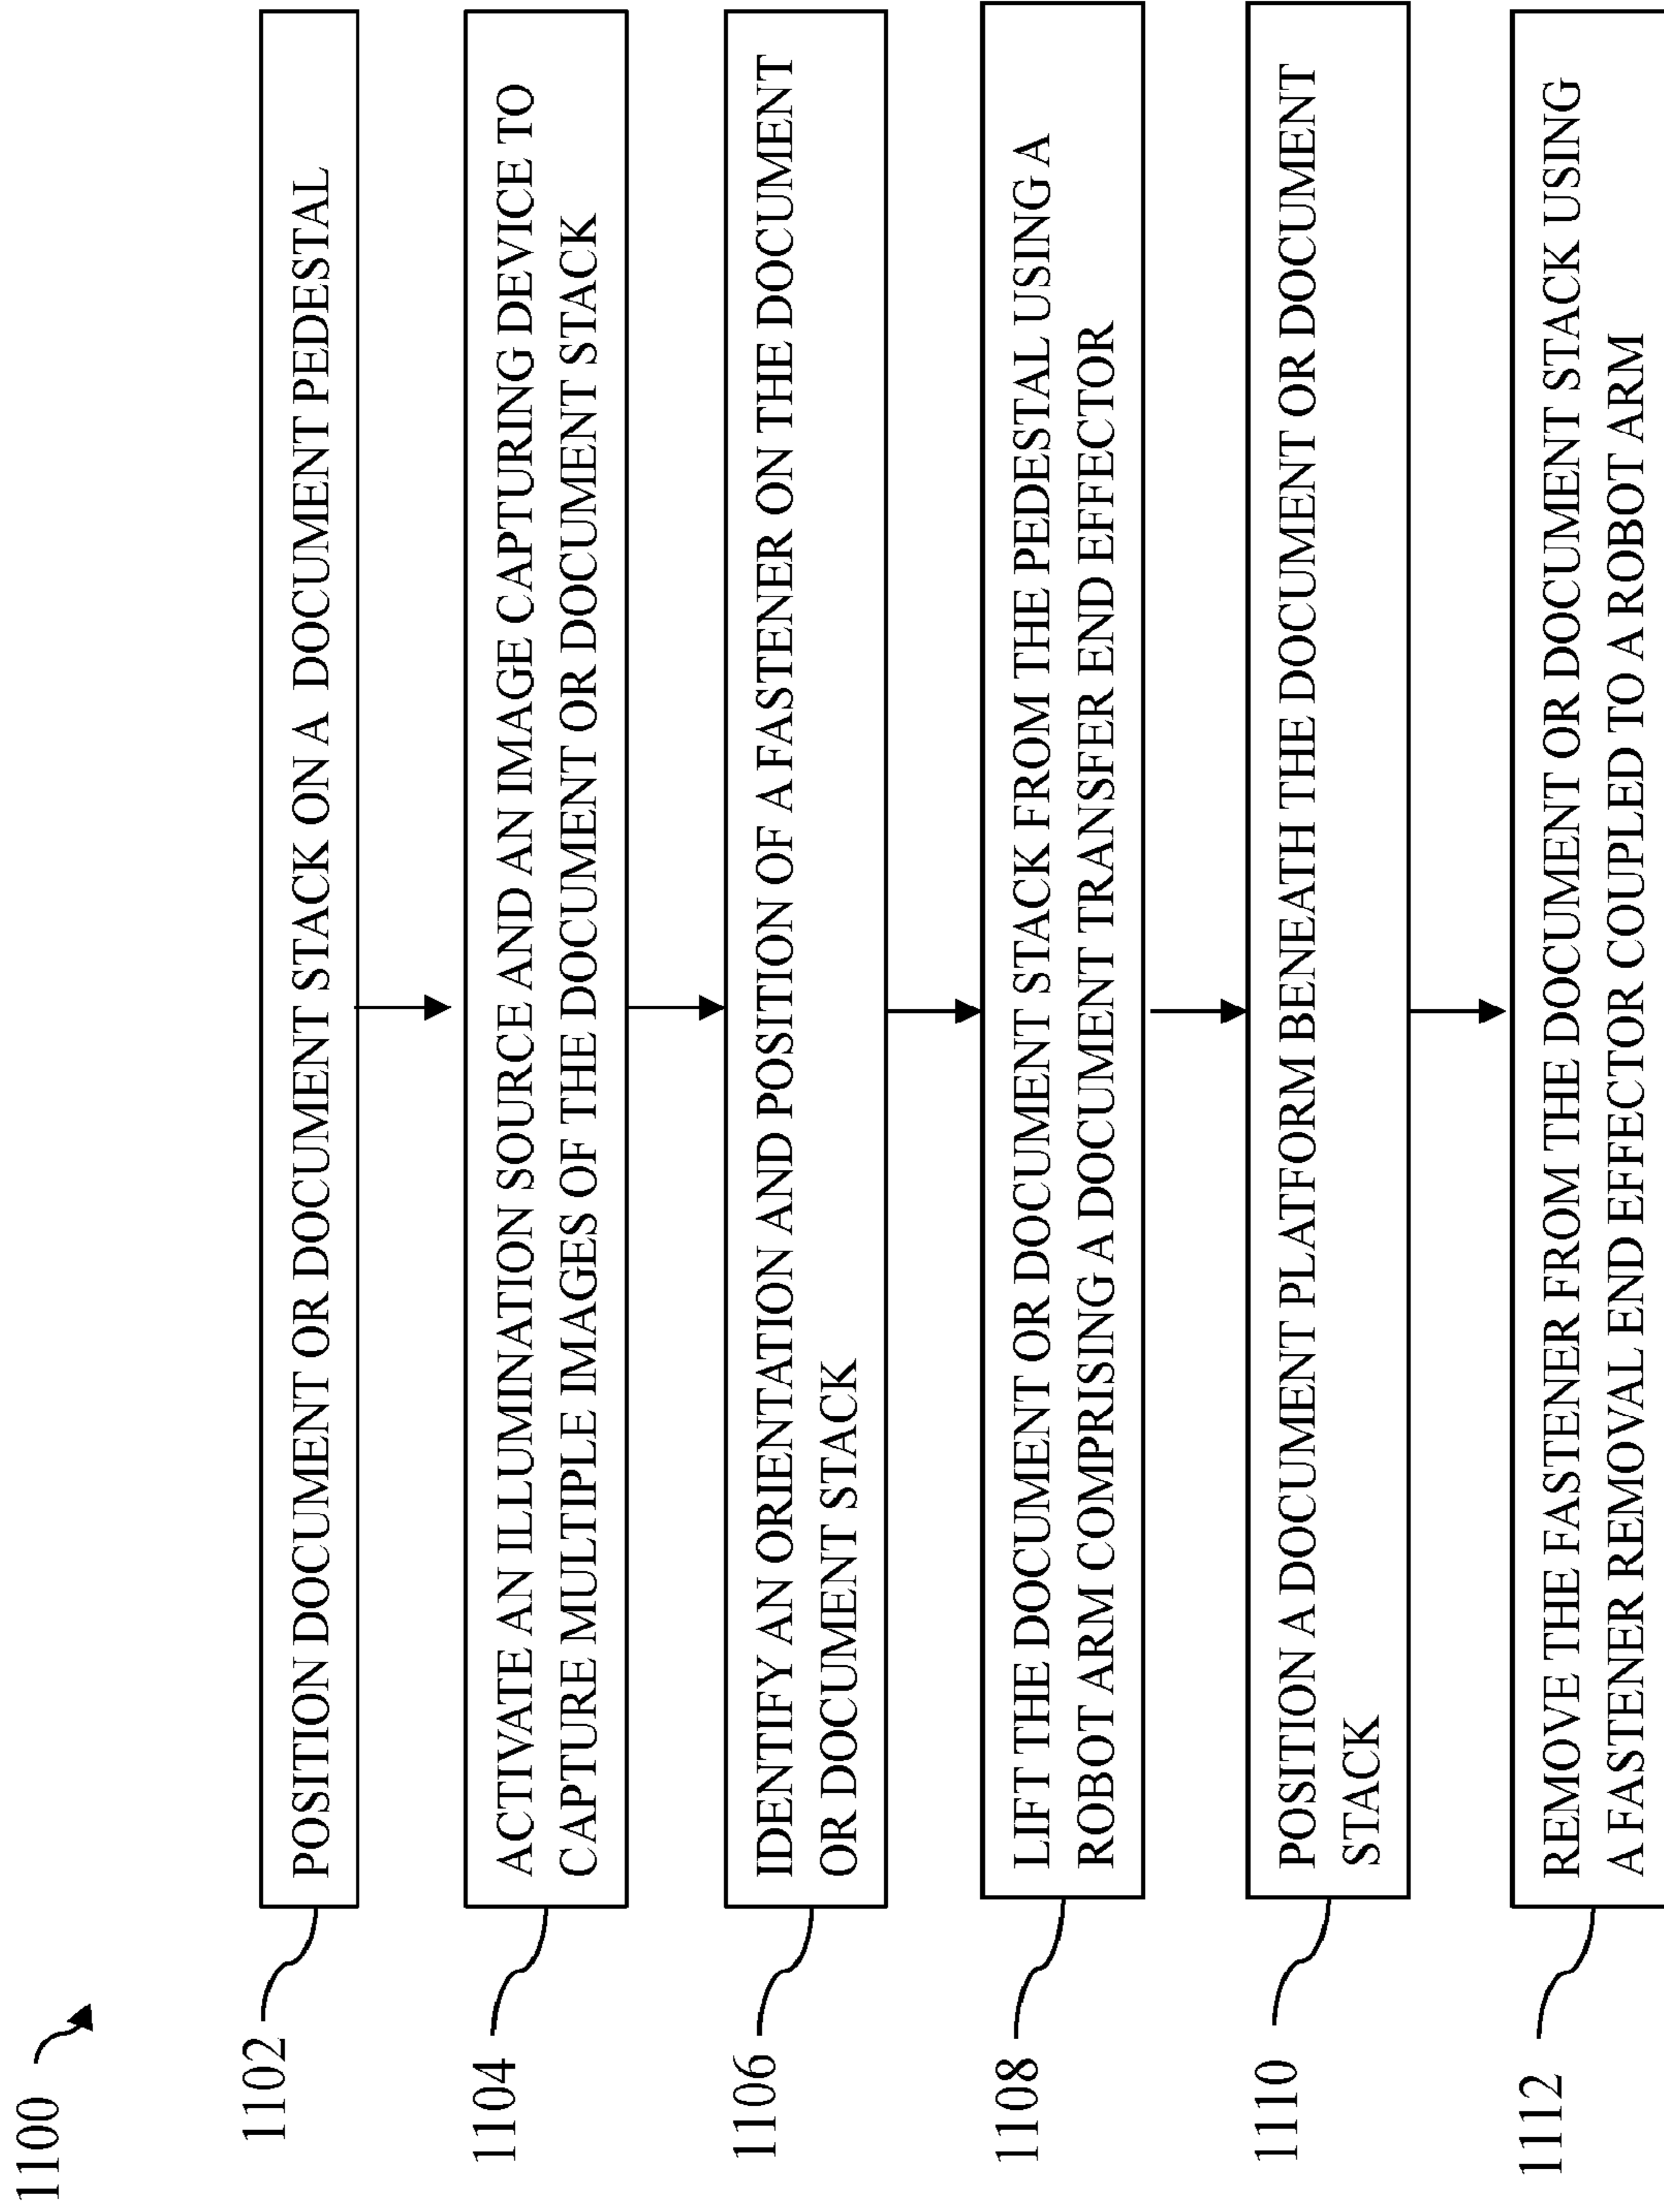 1100
1102
POSITION DOCUMENT OR DOCUMENT STACK ON A DOCUMENT PEDESTAL
1104
ACTIVATE AN ILLUMINATION SOURCE AND AN IMAGE CAPTURING DEVICE TO
CAPTURE MULTIPLE IMAGES OF THE DOCUMENT OR DOCUMENT STACK
1106
IDENTIFY AN ORIENTATION AND POSITION OF A FASTENER ON THE DOCUMENT
OR DOCUMENT STACK
1108
LIFT THE DOCUMENT OR DOCUMENT STACK FROM THE PEDESTAL USING A
ROBOT ARM COMPRISING A DOCUMENT TRANSFER END EFFECTOR
1110
POSITION A DOCUMENT PLATFORM BENEATH THE DOCUMENT OR DOCUMENT
STACK
1112
REMOVE THE FASTENER FROM THE DOCUMENT OR DOCUMENT STACK USING
A FASTENER REMOVAL END EFFECTOR COUPLED TO A ROBOT ARM